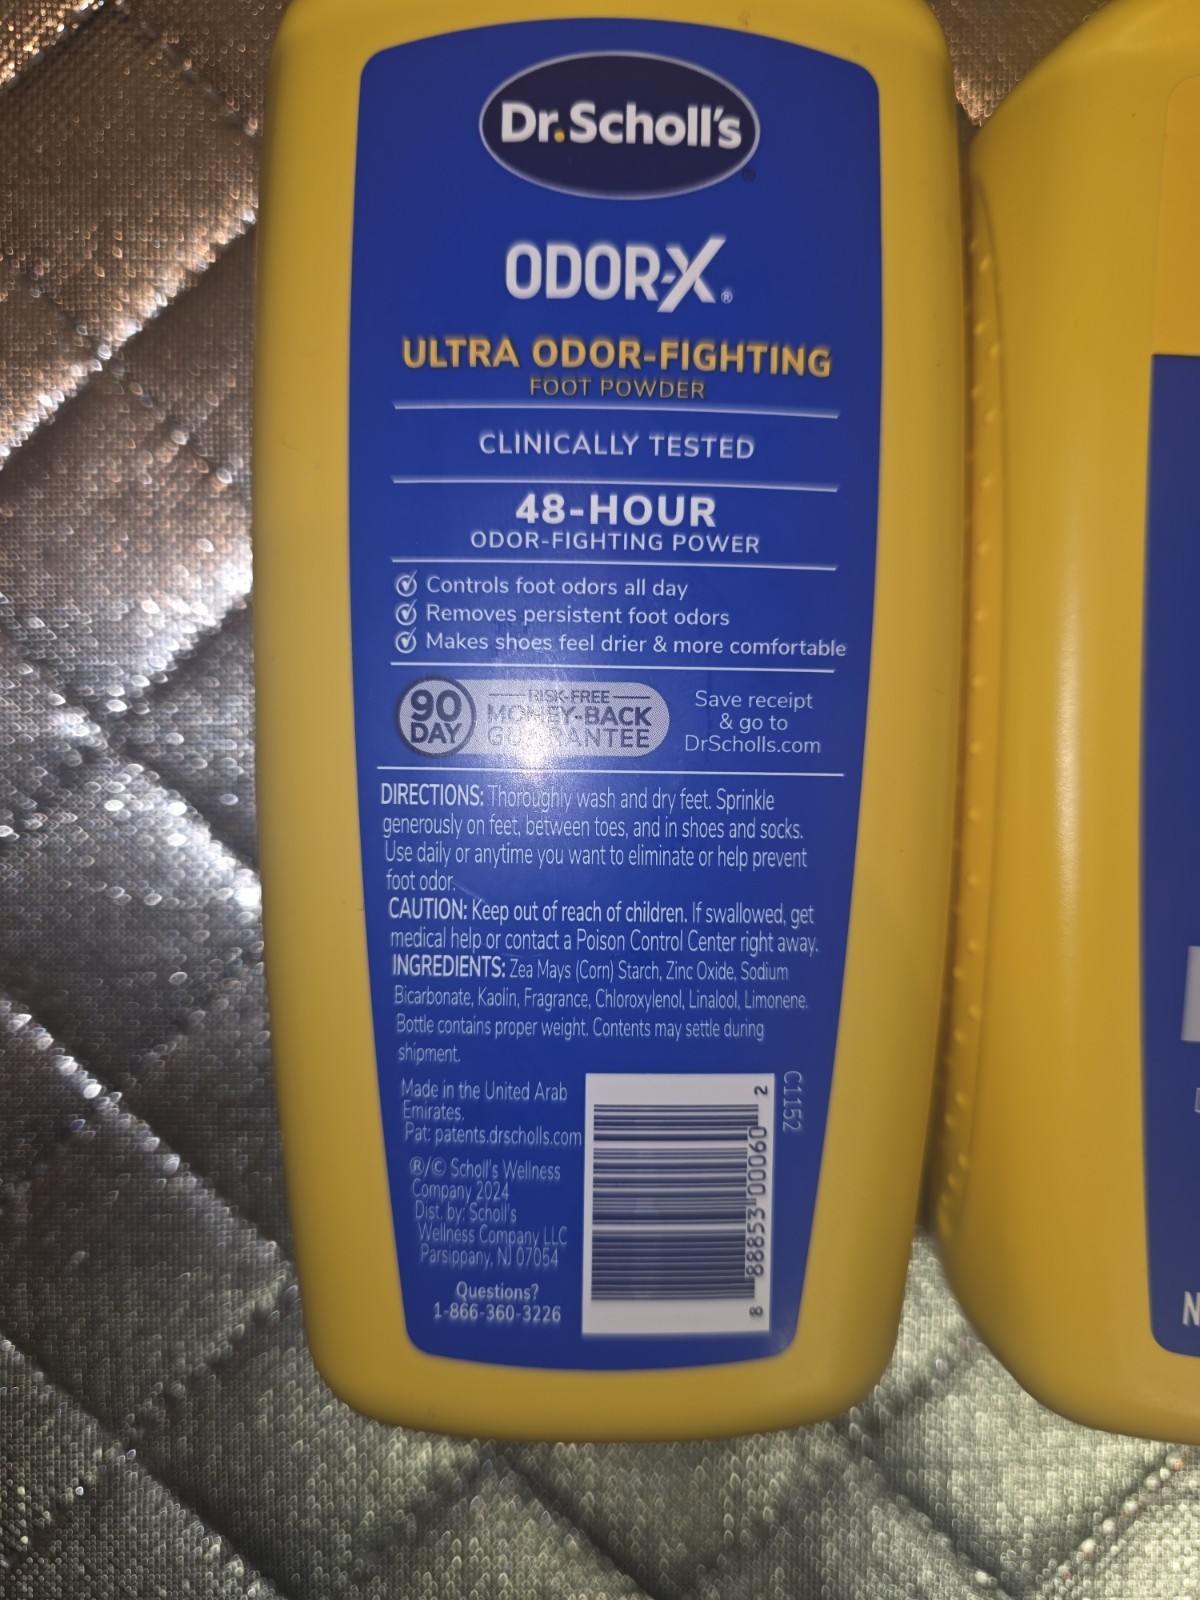 Dr.Scholl's
®
ODOR-X®
ULTRA ODOR-FIGHTING
FOOT POWDER
CLINICALLY TESTED
48-HOUR
ODOR-FIGHTING POWER
Controls foot odors all day
Removes persistent foot odors
Makes shoes feel drier & more comfortable
90
DAY
RISK-FREE
MONEY-BACK
GUARANTEE
Save receipt
& go to
DrScholls.com
DIRECTIONS: Thoroughly wash and dry feet. Sprinkle
generously on feet, between toes, and in shoes and socks.
Use daily or anytime you want to eliminate or help prevent
foot odor.
CAUTION: Keep out of reach of children. If swallowed, get
medical help or contact a Poison Control Center right away.
INGREDIENTS: Zea Mays (Corn) Starch, Zinc Oxide, Sodium
Bicarbonate, Kaolin, Fragrance, Chloroxylenol, Linalool, Limonene.
Bottle contains proper weight. Contents may settle during
shipment.
Made in the United Arab
Emirates.
Pat: patents.drscholls.com
®/© Scholl's Wellness
Company 2024
Dist. by: Scholl's
Wellness Company LLC
Parsippany, NJ 07054
Questions?
1-866-360-3226
8 88853 00060 2
C1152
N